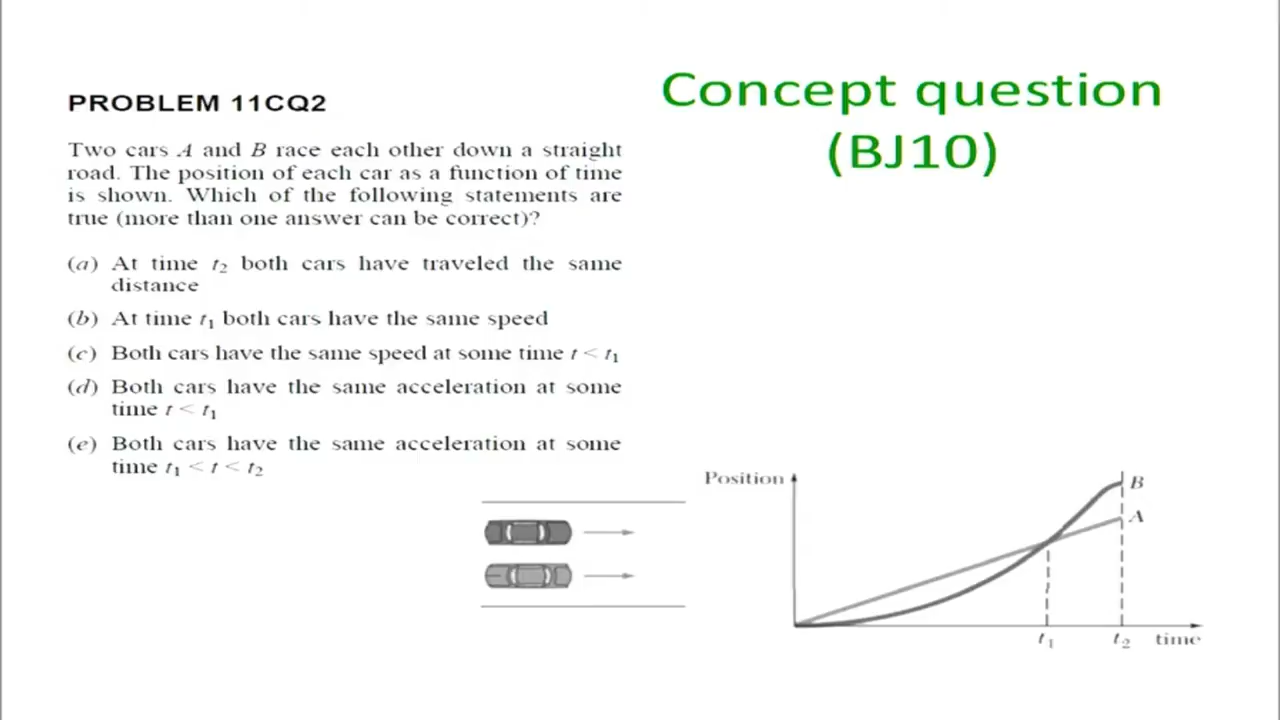 PROBLEM 11CQ2
Concept question
(BJ10)
Two cars A and B race each other down a straight
road. The position of each car as a function of time
is shown. Which of the following statements are
true (more than one answer can be correct)?
(a) At time t₂ both cars have traveled the same
distance
(b) At time t₁ both cars have the same speed
(c) Both cars have the same speed at some time t < t₁
(d) Both cars have the same acceleration at some
time t < t₁
(e) Both cars have the same acceleration at some
time t₁ < t < t₂
Position
B
A
t₁
t₂
time